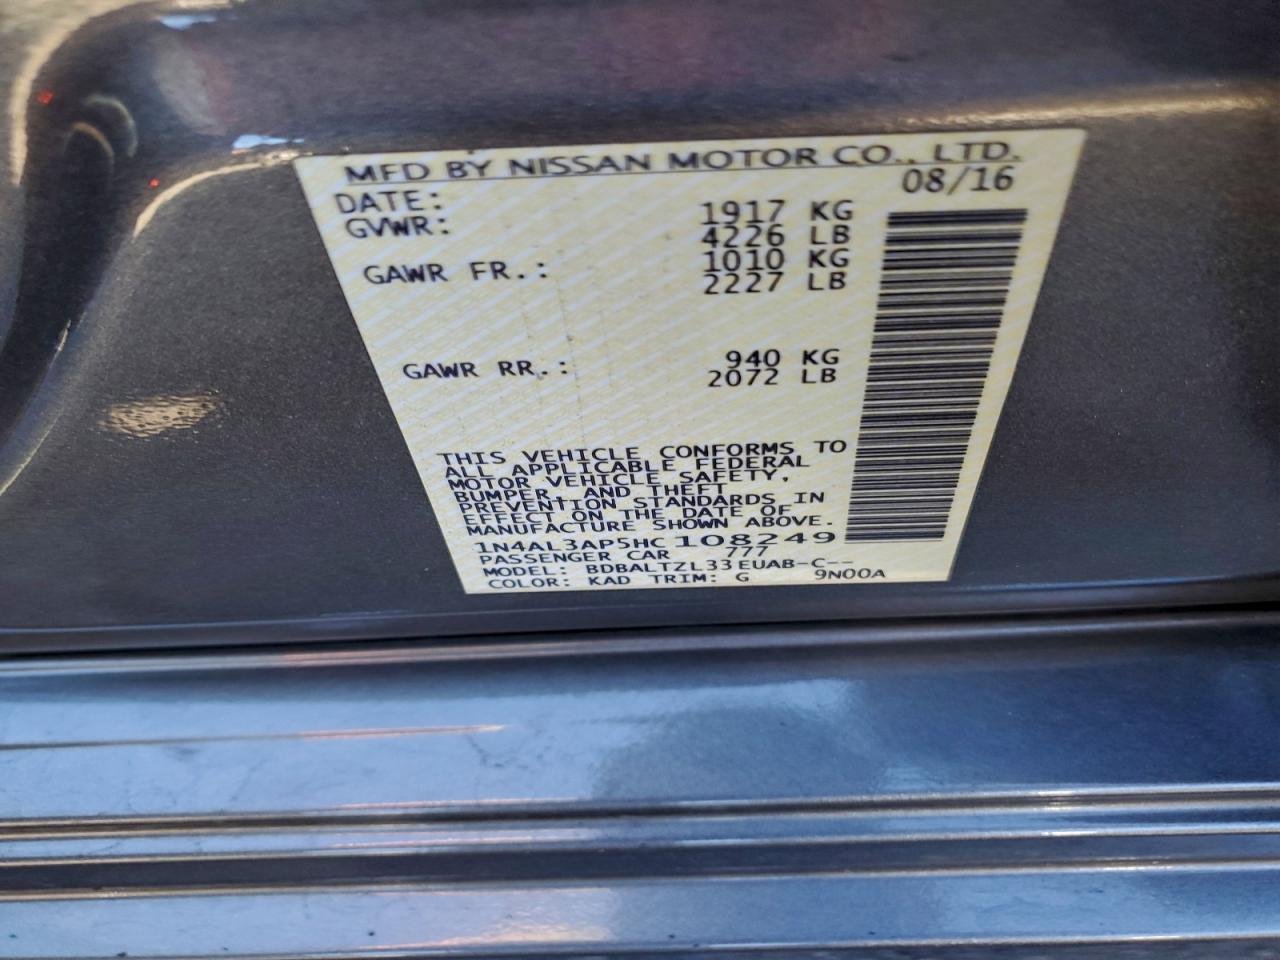 MFD BY NISSAN MOTOR CO., LTD.
DATE: 08/16
GVWR: 1917 KG
4226 LB
GAWR FR.: 1010 KG
2227 LB
GAWR RR.: 940 KG
2072 LB
THIS VEHICLE CONFORMS TO
ALL APPLICABLE FEDERAL
MOTOR VEHICLE SAFETY,
BUMPER, AND THEFT
PREVENTION STANDARDS IN
EFFECT ON THE DATE OF
MANUFACTURE SHOWN ABOVE.
1N4AL3AP5HC108249
PASSENGER CAR 777
MODEL: BDBALTZL33EUAB-C--
COLOR: KAD TRIM: G 9N00A